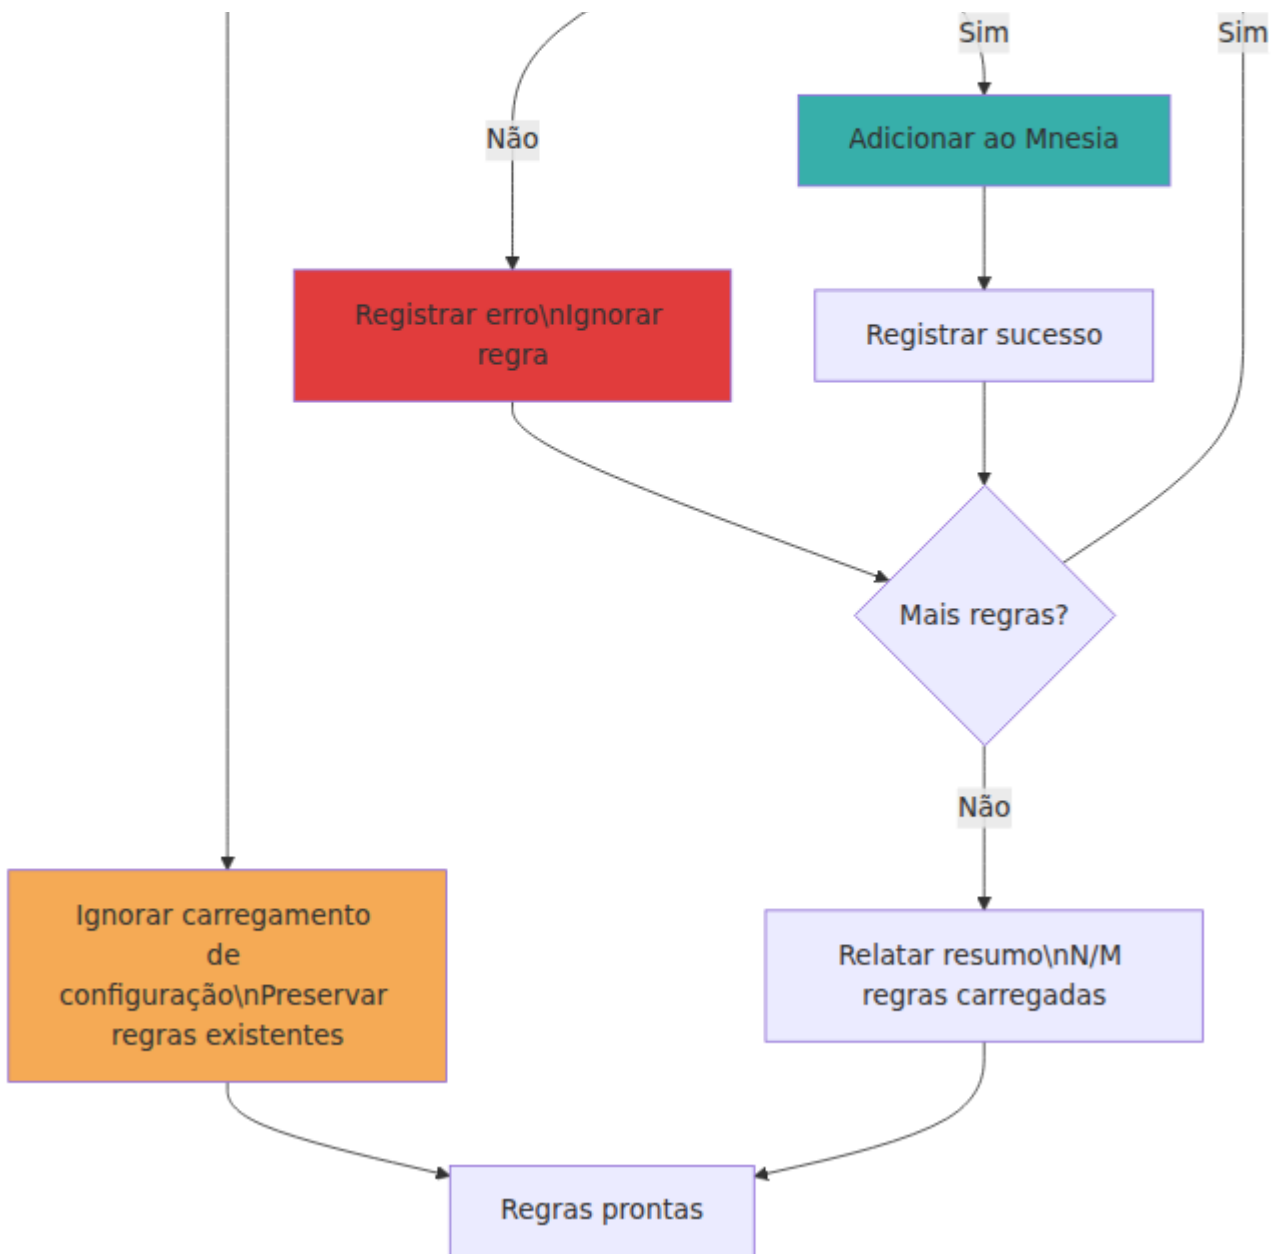 Sim
Sim
Não
Adicionar ao Mnesia
Registrar erro\nIgnorar
regra
Registrar sucesso
Mais regras?
Não
Ignorar carregamento
de
configuração\nPreservar
regras existentes
Relatar resumo\nN/M
regras carregadas
Regras prontas